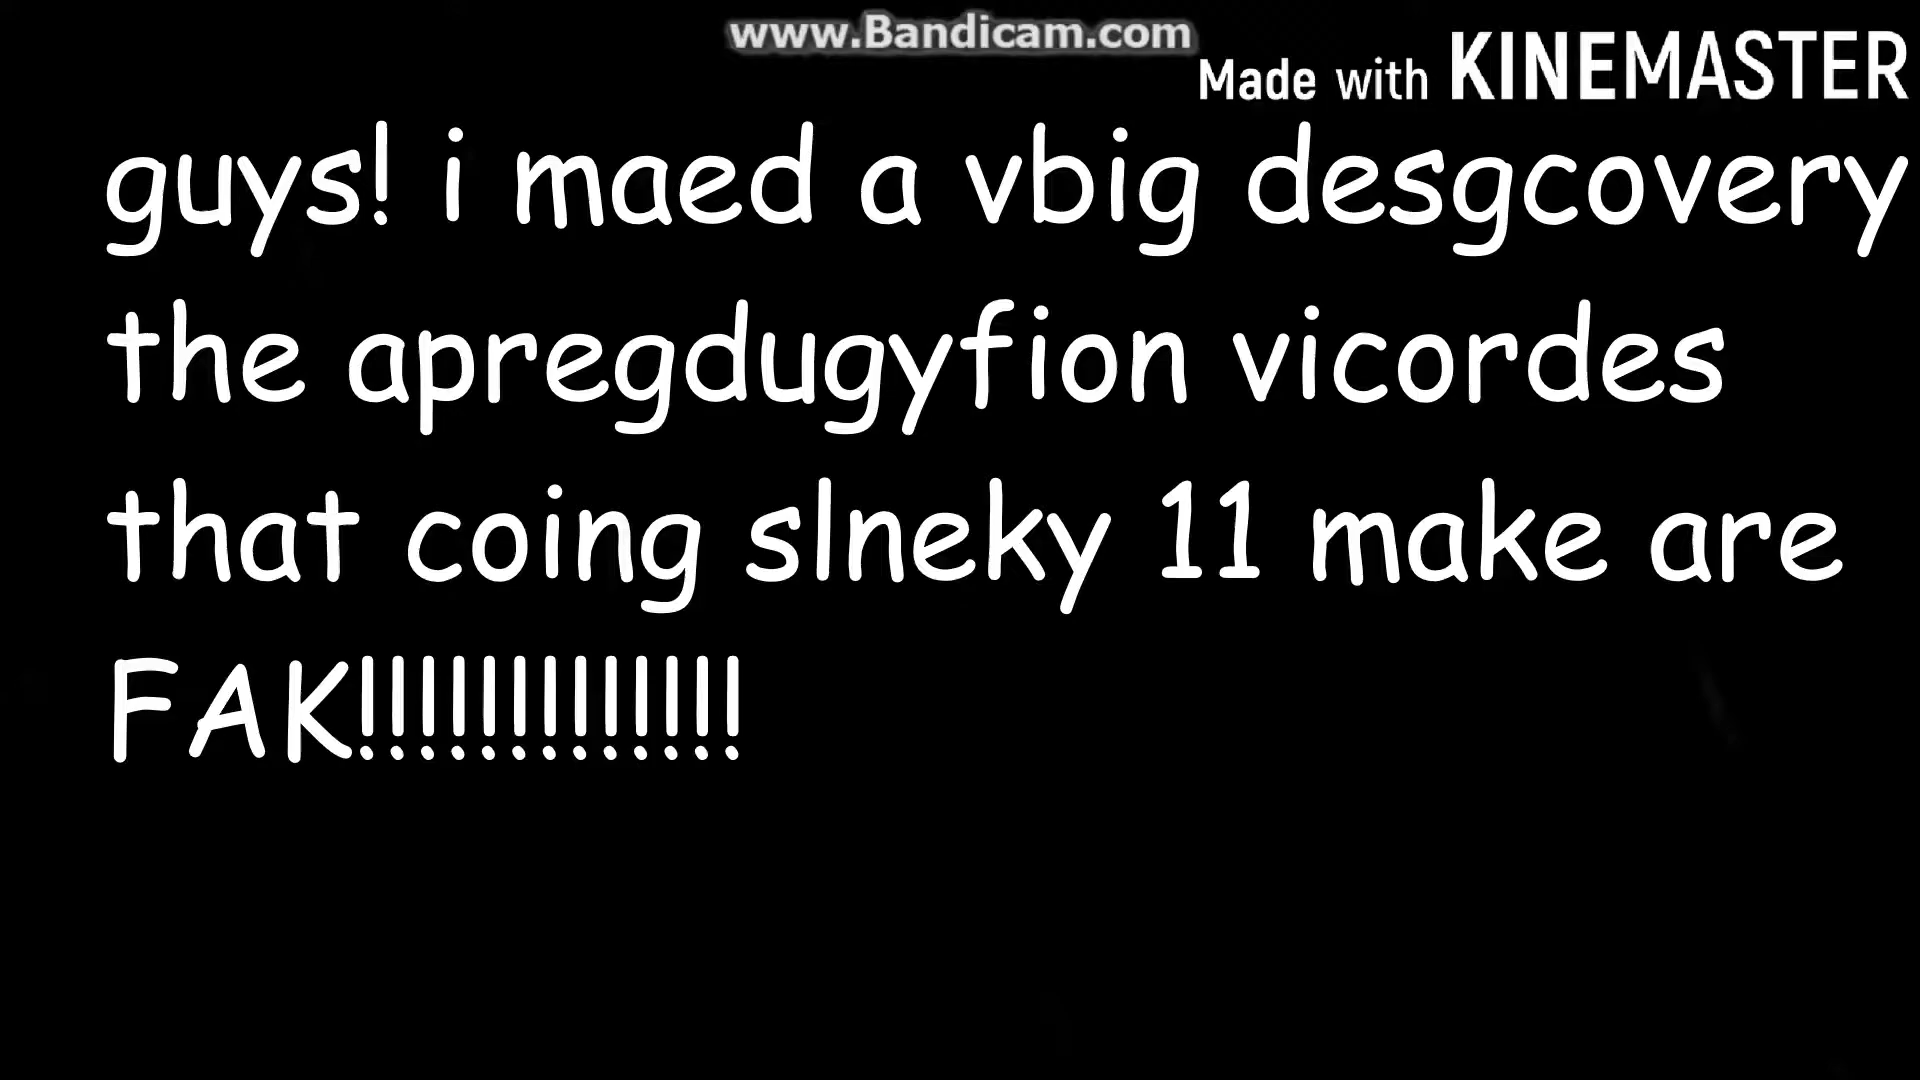 www.Bandicam.com
Made with KINEMASTER
guys! i maed a vbig desgcovery
the apregdugyfion vicordes
that coing slneky 11 make are
FAK!!!!!!!!!!!!!